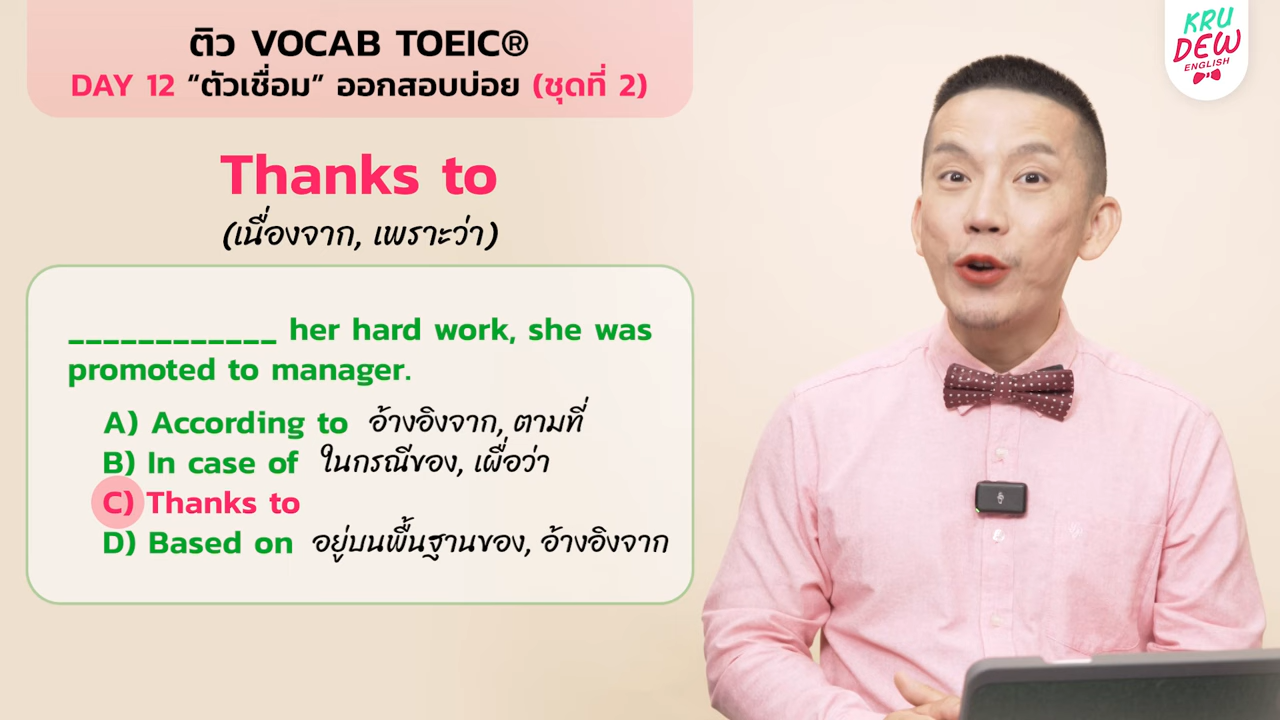 ติว VOCAB TOEIC®
DAY 12 “ตัวเชื่อม” ออกสอบบ่อย (ชุดที่ 2)
KRU
DEW
ENGLISH
Thanks to
(เนื่องจาก, เพราะว่า)
____________ her hard work, she was
promoted to manager.
A) According to อ้างอิงจาก, ตามที่
B) In case of ในกรณีของ, เผื่อว่า
C) Thanks to
D) Based on อยู่บนพื้นฐานของ, อ้างอิงจาก